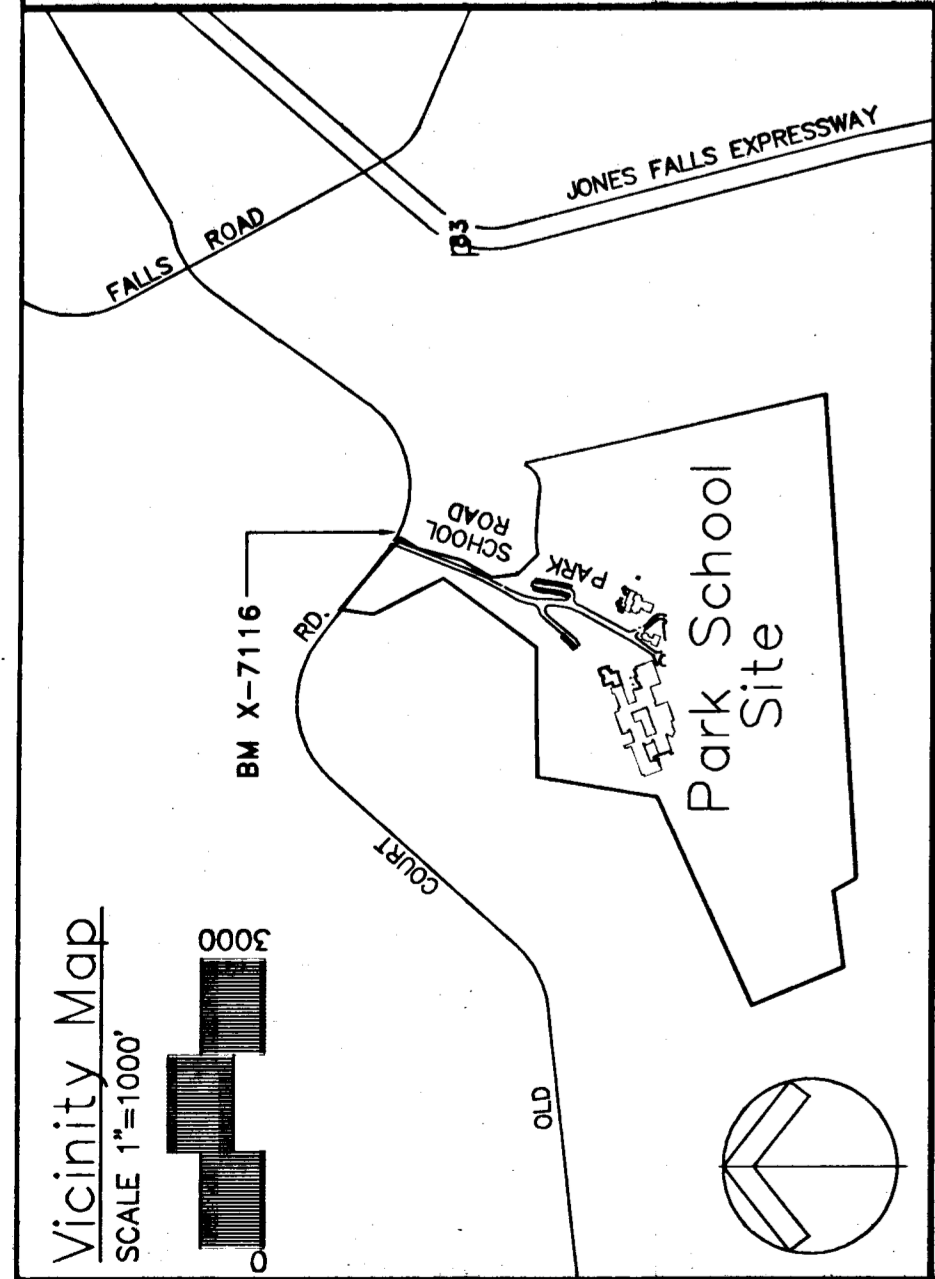 Vicinity Map
SCALE 1"=1000'
0 3000
BM X-7116
FALLS ROAD
JONES FALLS EXPRESSWAY
83
OLD COURT RD.
PARK SCHOOL
ROAD
Park School
Site